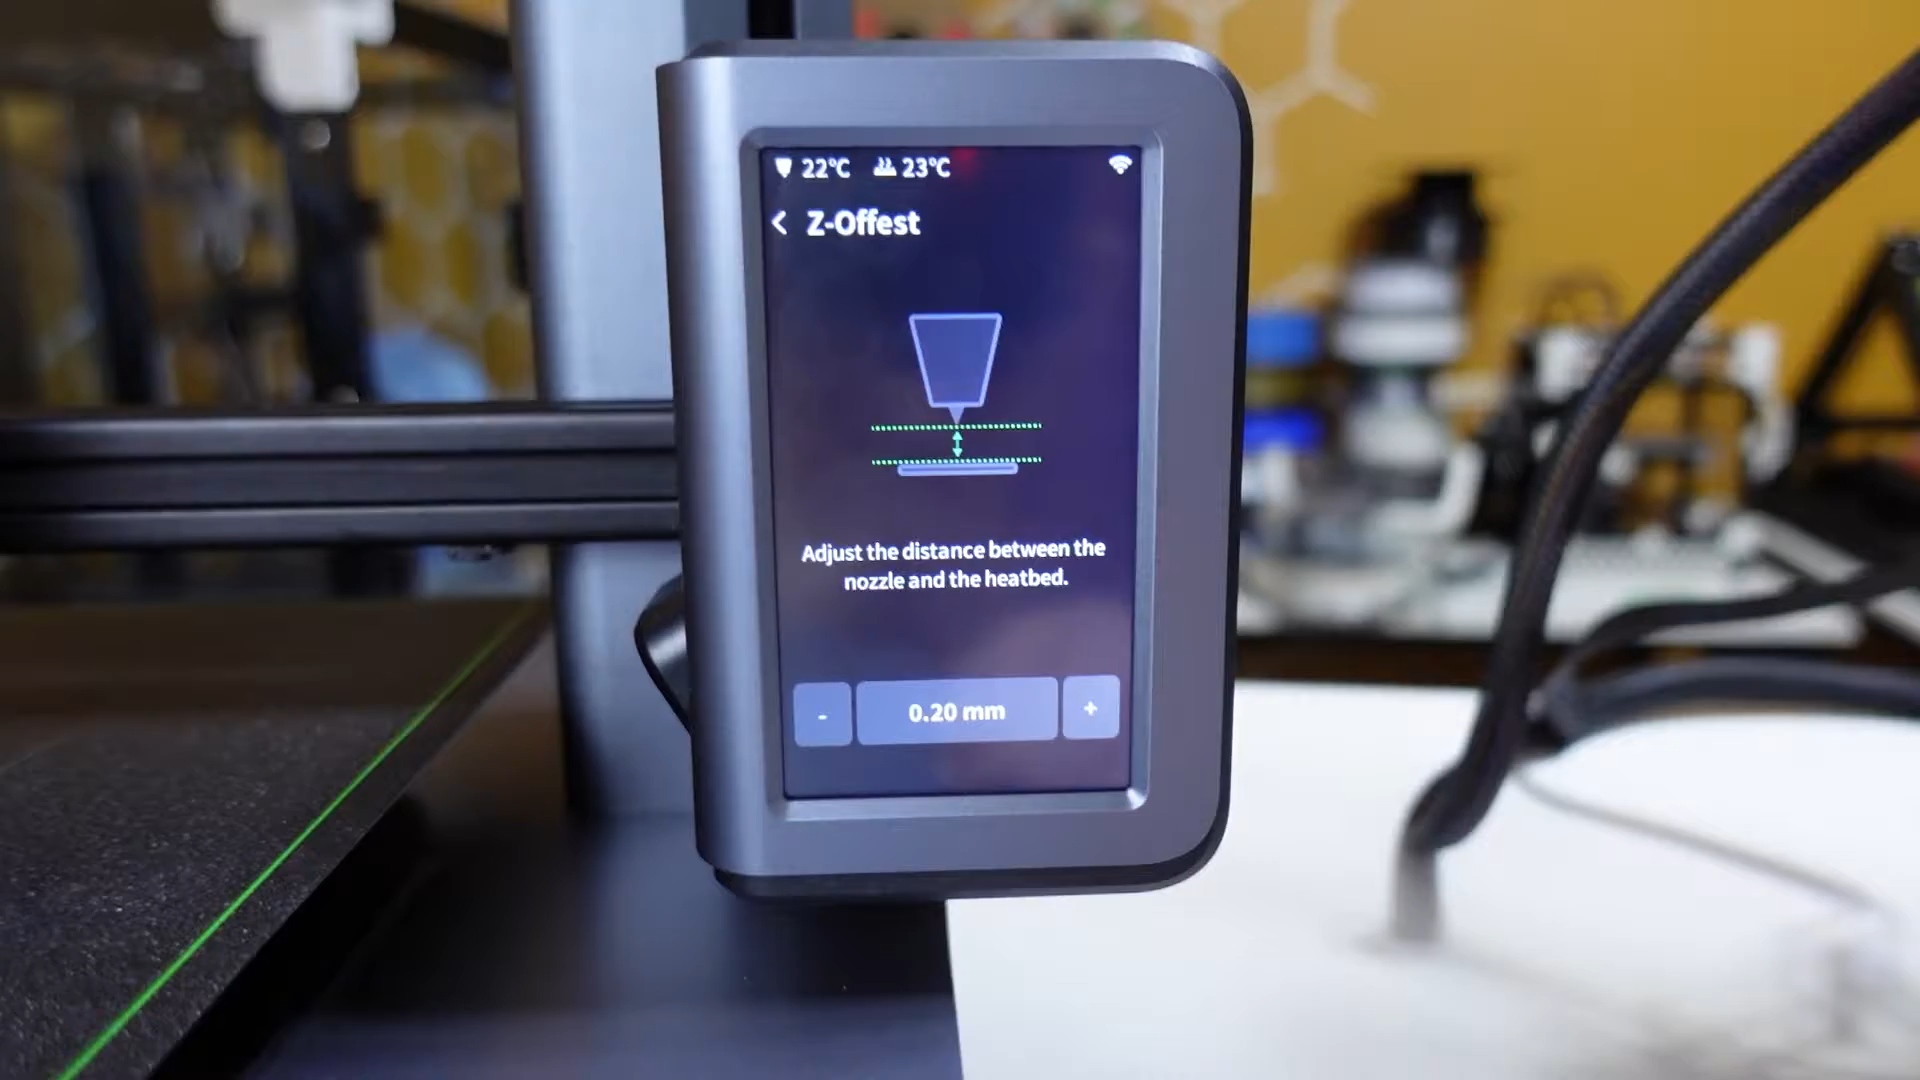 22°C 23°C
Z-Offest
Adjust the distance between the
nozzle and the heatbed.
- 0.20 mm +